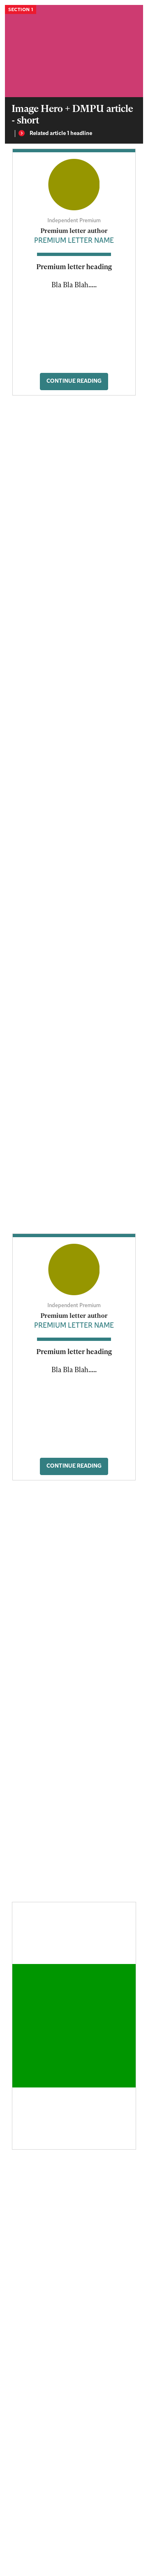 SECTION 1
Image Hero + DMPU article
- short
Related article 1 headline
Independent Premium
Premium letter author
PREMIUM LETTER NAME
Premium letter heading
Bla Bla Blah.....
CONTINUE READING
Independent Premium
Premium letter author
PREMIUM LETTER NAME
Premium letter heading
Bla Bla Blah.....
CONTINUE READING